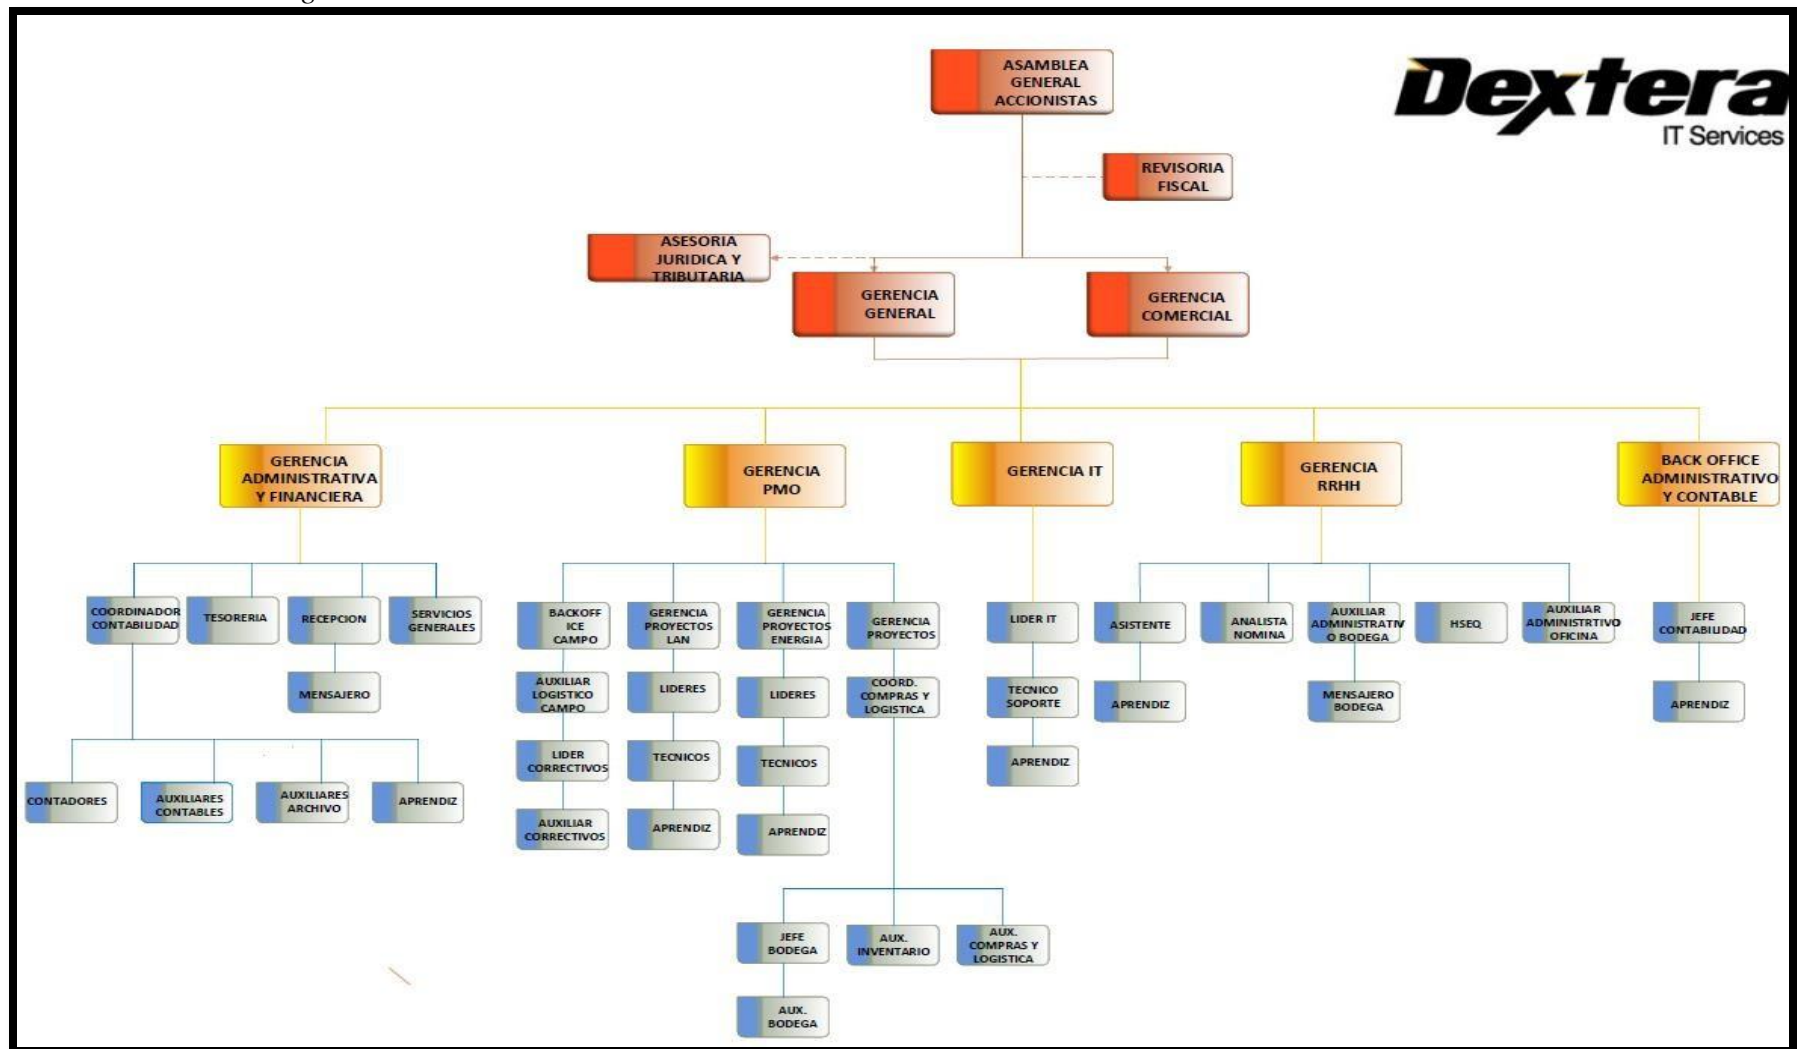 ASAMBLEA
GENERAL
ACCIONISTAS
Dextera
IT Services
REVISORIA
FISCAL
ASESORIA
JURIDICA Y
TRIBUTARIA
GERENCIA
GENERAL
GERENCIA
COMERCIAL
GERENCIA
ADMINISTRATIVA
Y FINANCIERA
GERENCIA
PMO
GERENCIA IT
GERENCIA
RRHH
BACK OFFICE
ADMINISTRATIVO
Y CONTABLE
COORDINADOR
CONTABILIDAD
TESORERIA
RECEPCION
SERVICIOS
GENERALES
BACKOFF
ICE
CAMPO
GERENCIA
PROYECTOS
LAN
GERENCIA
PROYECTOS
ENERGIA
GERENCIA
PROYECTOS
LIDER IT
ASISTENTE
ANALISTA
NOMINA
AUXILIAR
ADMINISTRATIV
O BODEGA
HSEQ
AUXILIAR
ADMINISTRTIVO
OFICINA
JEFE
CONTABILIDAD
MENSAJERO
AUXILIAR
LOGISTICO
CAMPO
LIDERES
LIDERES
COORD.
COMPRAS Y
LOGISTICA
TECNICO
SOPORTE
APRENDIZ
MENSAJERO
BODEGA
APRENDIZ
LIDER
CORRECTIVOS
TECNICOS
TECNICOS
APRENDIZ
CONTADORES
AUXILIARES
CONTABLES
AUXILIARES
ARCHIVO
APRENDIZ
AUXILIAR
CORRECTIVOS
APRENDIZ
APRENDIZ
JEFE
BODEGA
AUX.
INVENTARIO
AUX.
COMPRAS Y
LOGISTICA
AUX.
BODEGA